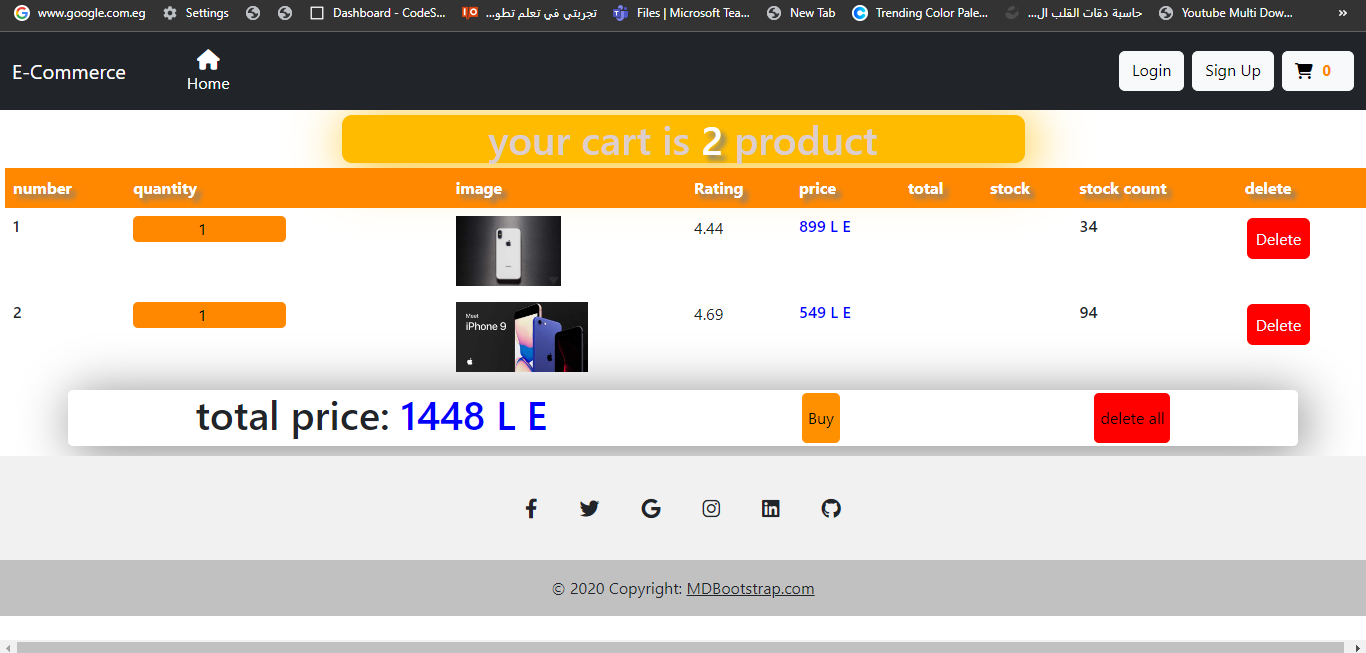 www.google.com.eg Settings Dashboard - CodeS... تجربتي في تعلم تطو... Files | Microsoft Tea... New Tab Trending Color Pale... حاسبة دقات القلب ال... Youtube Multi Dow... »
E-Commerce Home Login Sign Up 0
your cart is 2 product
number quantity image Rating price total stock stock count delete
1 1 4.44 899 L E 34 Delete
2 1 4.69 549 L E 94 Delete
Meet
iPhone 9
total price: 1448 L E Buy delete all
© 2020 Copyright: MDBootstrap.com